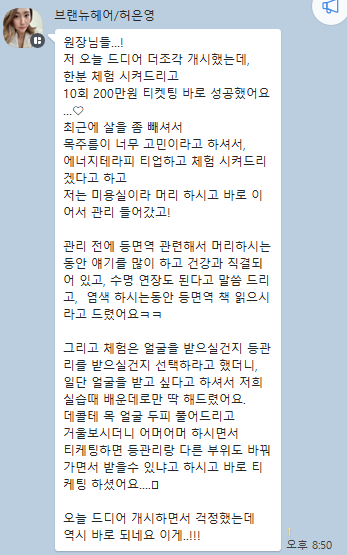 브랜뉴헤어/허은영
원장님들...!
저 오늘 드디어 더조각 개시했는데,
한분 체험 시켜드리고
10회 200만원 티켓팅 바로 성공했어요
...♡
최근에 살을 좀 빼셔서
목주름이 너무 고민이라고 하셔서,
에너지테라피 티업하고 체험 시켜드리
겠다고 하고
저는 미용실이라 머리 하시고 바로 이
어서 관리 들어갔고!
관리 전에 등면역 관련해서 머리하시는
동안 얘기를 많이 하고 건강과 직결되
어 있고, 수명 연장도 된다고 말씀 드리
고, 염색 하시는동안 등면역 책 읽으시
라고 드렸어요ㅋㅋ
그리고 체험은 얼굴을 받으실건지 등관
리를 받으실건지 선택하라고 했더니,
일단 얼굴을 받고 싶다고 하셔서 저희
실습때 배운데로만 딱 해드렸어요.
데콜테 목 얼굴 두피 풀어드리고
거울보시더니 어머어머 하시면서
티케팅하면 등관리랑 다른 부위도 바꿔
가면서 받을수 있냐고 하시고 바로 티
케팅 하셨어요....
오늘 드디어 개시하면서 걱정했는데
역시 바로 되네요 이게..!!!
1
오후 8:50